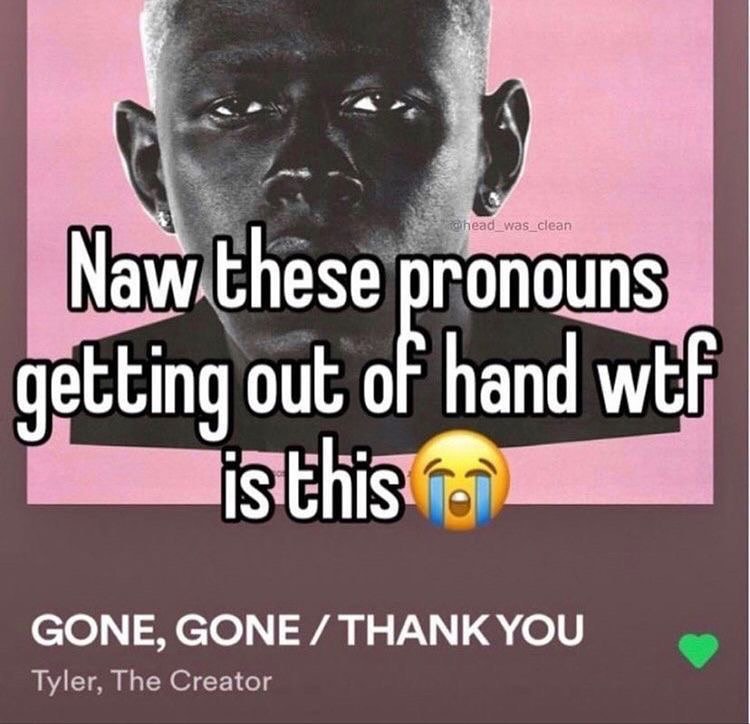 @head_was_clean
Naw these pronouns
getting out of hand wtf
is this😭
GONE, GONE / THANK YOU
Tyler, The Creator